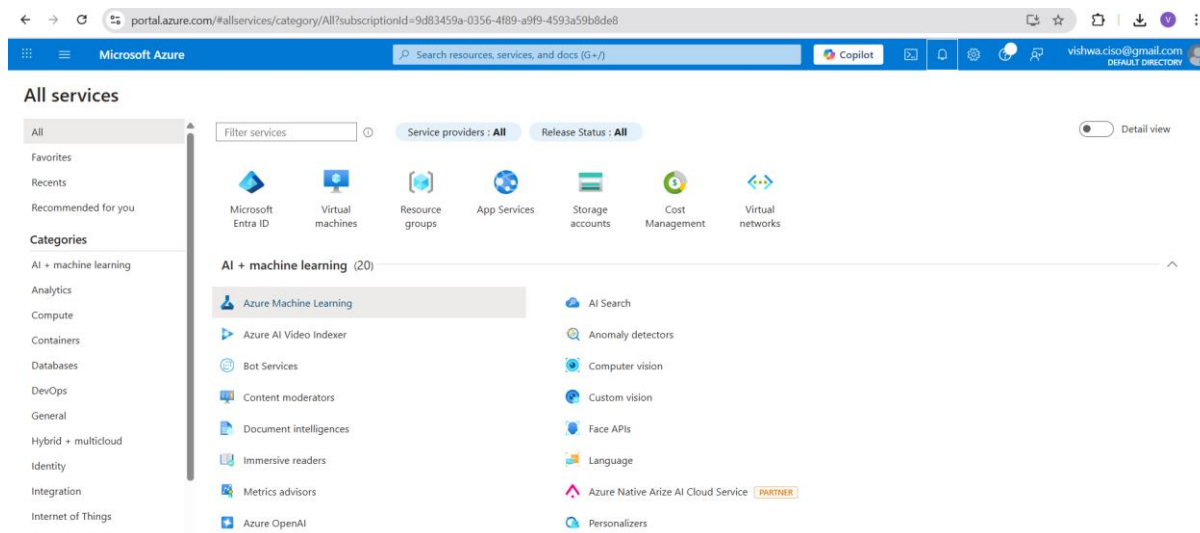 portal.azure.com/#allservices/category/All?subscriptionId=9d83459a-0356-4f89-a9f9-4593a59b8de8
V
Microsoft Azure
Search resources, services, and docs (G+/)
Copilot
vishwa.ciso@gmail.com
DEFAULT DIRECTORY
All services
All
Favorites
Recents
Recommended for you
Categories
AI + machine learning
Analytics
Compute
Containers
Databases
DevOps
General
Hybrid + multicloud
Identity
Integration
Internet of Things
Filter services
Service providers : All
Release Status : All
Detail view
Microsoft
Entra ID
Virtual
machines
Resource
groups
App Services
Storage
accounts
Cost
Management
Virtual
networks
AI + machine learning (20)
Azure Machine Learning
AI Search
Azure AI Video Indexer
Anomaly detectors
Bot Services
Computer vision
Content moderators
Custom vision
Document intelligences
Face APIs
Immersive readers
Language
Metrics advisors
Azure Native Arize AI Cloud Service PARTNER
Azure OpenAI
Personalizers